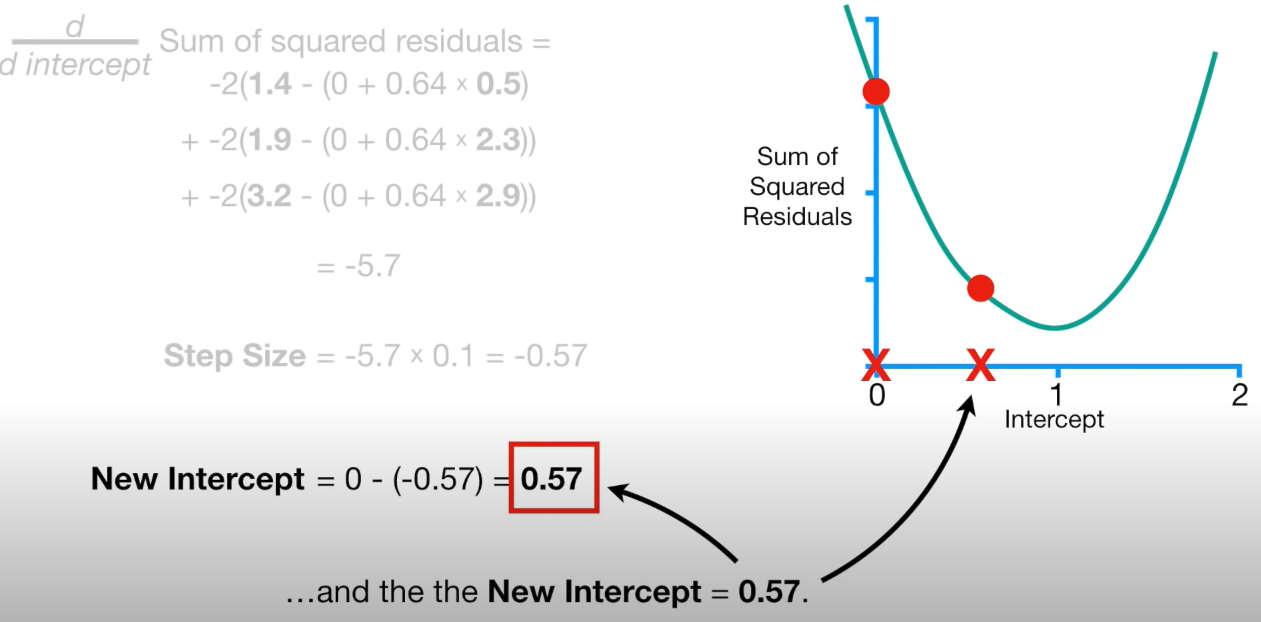 d
d intercept
Sum of squared residuals =
-2(1.4 - (0 + 0.64 × 0.5)
+ -2(1.9 - (0 + 0.64 × 2.3))
+ -2(3.2 - (0 + 0.64 × 2.9))
= -5.7
Step Size = -5.7 × 0.1 = -0.57
New Intercept = 0 - (-0.57) = 0.57
...and the the New Intercept = 0.57.
Sum of
Squared
Residuals
X X
0 1 2
Intercept